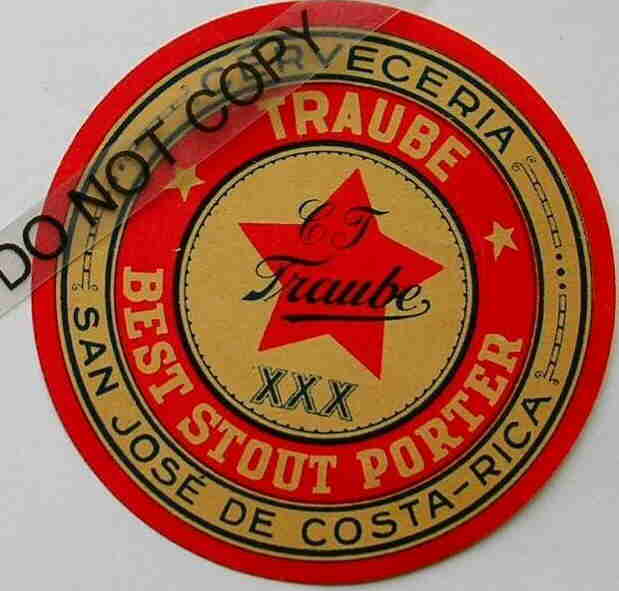 DO NOT COPY
CERVECERIA
TRAUBE
C T
Traube
XXX
BEST STOUT PORTER
SAN JOSÉ DE COSTA-RICA